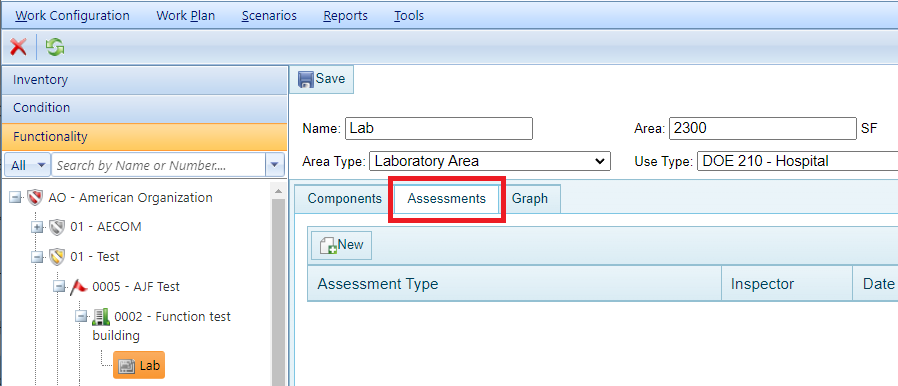 Work Configuration Work Plan Scenarios Reports Tools
Inventory
Condition
Functionality
All Search by Name or Number....
AO - American Organization
01 - AECOM
01 - Test
0005 - AJF Test
0002 - Function test
building
Lab
Save
Name: Lab Area: 2300 SF
Area Type: Laboratory Area Use Type: DOE 210 - Hospital
Components Assessments Graph
New
Assessment Type Inspector Date